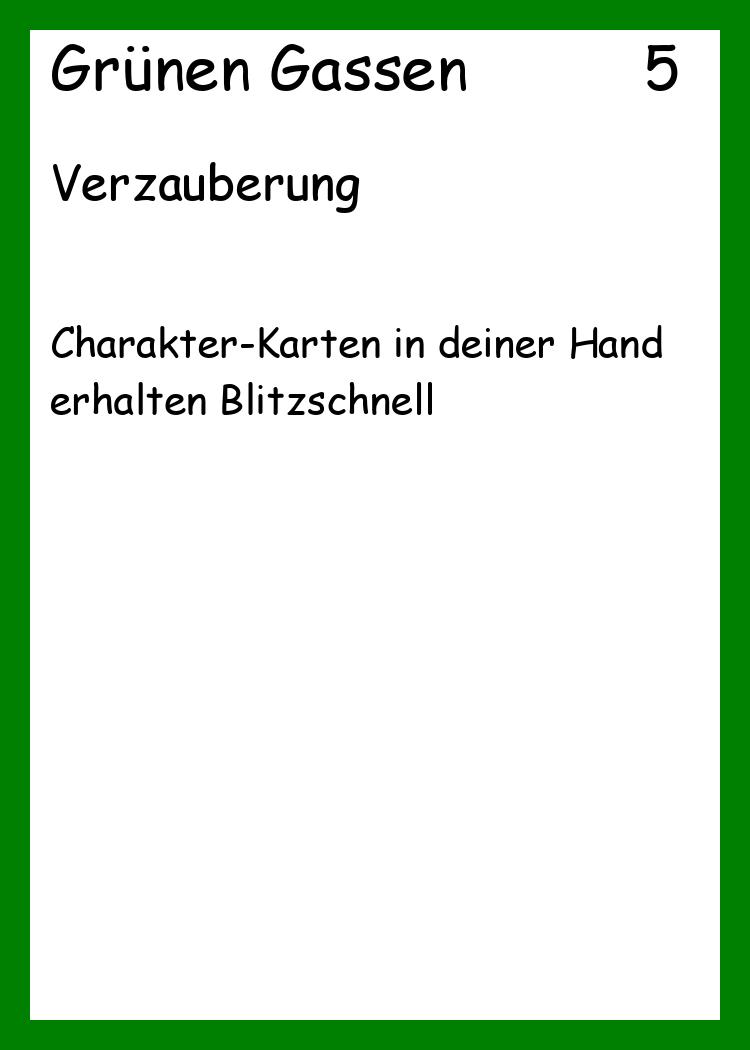 Grünen Gassen 5
Verzauberung
Charakter-Karten in deiner Hand
erhalten Blitzschnell